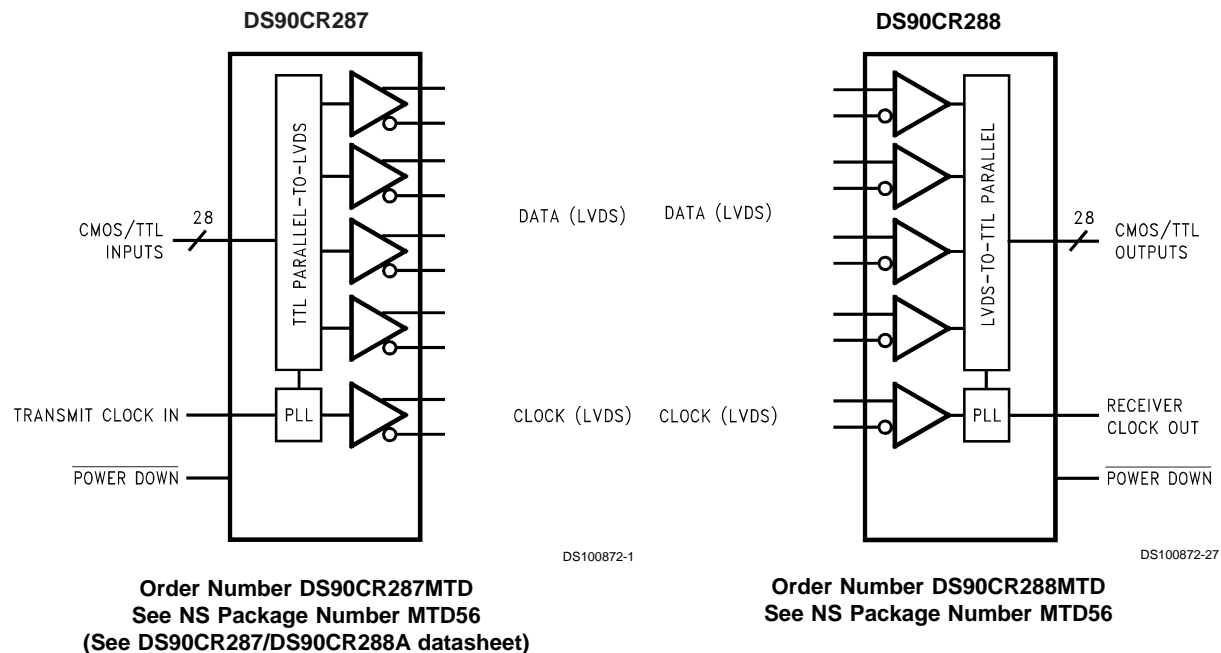 DS90CR287
TTL PARALLEL-TO-LVDS
28
CMOS/TTL
INPUTS
DATA (LVDS)
TRANSMIT CLOCK IN
PLL
CLOCK (LVDS)
POWER DOWN
DS100872-1
Order Number DS90CR287MTD
See NS Package Number MTD56
(See DS90CR287/DS90CR288A datasheet)
DS90CR288
DATA (LVDS)
LVDS-TO-TTL PARALLEL
28
CMOS/TTL
OUTPUTS
CLOCK (LVDS)
PLL
RECEIVER
CLOCK OUT
POWER DOWN
DS100872-27
Order Number DS90CR288MTD
See NS Package Number MTD56